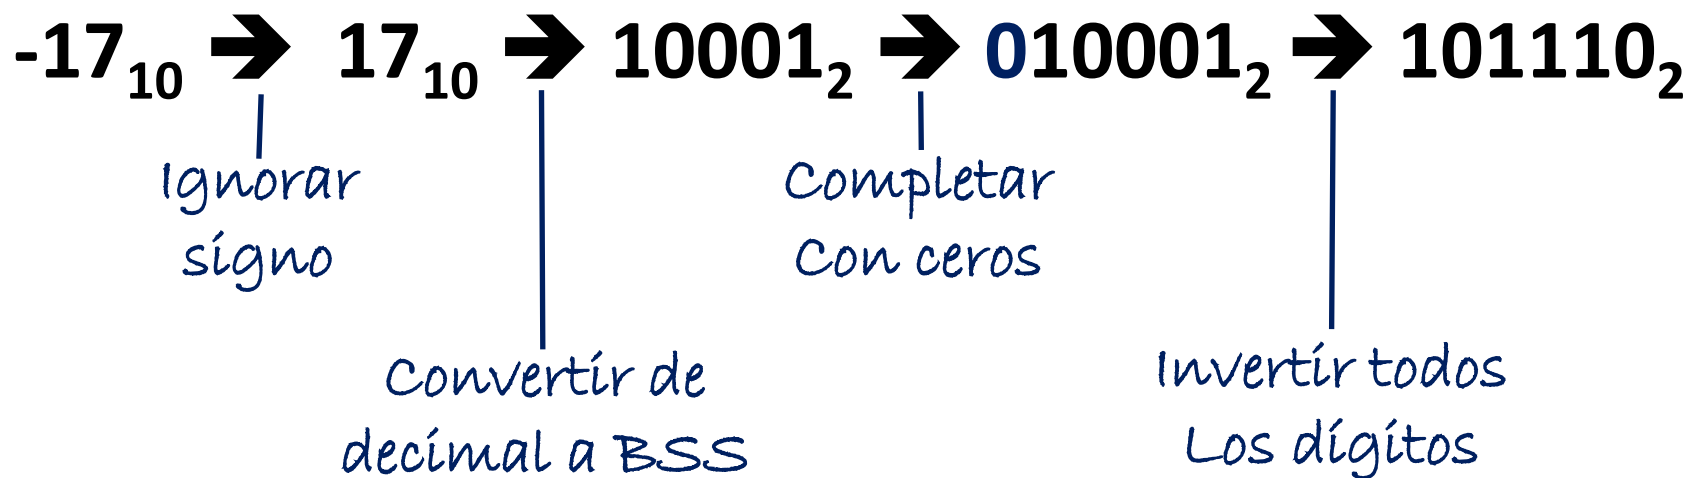 -17₁₀ ➔ 17₁₀ ➔ 10001₂ ➔ 010001₂ ➔ 101110₂
Ignorar
signo
Completar
Con ceros
Convertir de
decimal a BSS
Invertir todos
Los dígitos